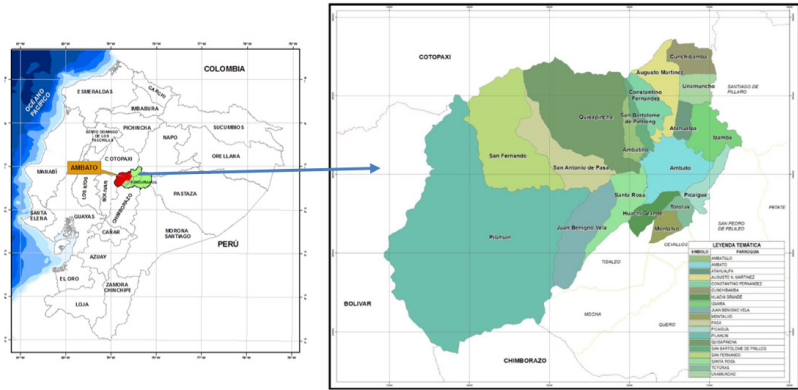 COLOMBIA
OCÉANO
PACÍFICO
ESMERALDAS
CARCHI
IMBABURA
PICHINCHA
SANTO DOMINGO
DE LOS
TSACHILAS
SUCUMBIOS
NAPO
ORELLANA
COTOPAXI
AMBATO
MANABÍ
LOS RIOS
BOLIVAR
TUNGURAHUA
PASTAZA
CHIMBORAZO
SANTA
ELENA
GUAYAS
MORONA
SANTIAGO
CAÑAR
PERÚ
AZUAY
EL ORO
ZAMORA
CHINCHIPE
LOJA
COTOPAXI
Cunchibamba
Augusto Martinez
Unamuncho
SANTIAGO DE
PILLARO
Constantino
Fernandez
Quisapincha
San Bartolome
de Pinllong
Atahualpa
Izamba
Ambatillo
San Fernando
San Antonio de Pasa
Ambato
Picaigua
Santa Rosa
Totoras
Huachi Grande
Montalvo
PATATE
SAN PEDRO
DE PELILEO
CEVALLOS
Juan Benigno Vela
Pilahuin
TISALEO
BOLIVAR
MOCHA
QUERO
CHIMBORAZO
LEYENDA TEMÁTICA
SIMBOLO PARROQUIA
AMBATILLO
AMBATO
ATAHUALPA
AUGUSTO N. MARTINEZ
CONSTANTINO FERNANDEZ
CUNCHIBAMBA
HUACHI GRANDE
IZAMBA
JUAN BENIGNO VELA
MONTALVO
PASA
PICAIGUA
PILAHUIN
QUISAPINCHA
SAN BARTOLOME DE PINLLOG
SAN FERNANDO
SANTA ROSA
TOTORAS
UNAMUNCHO